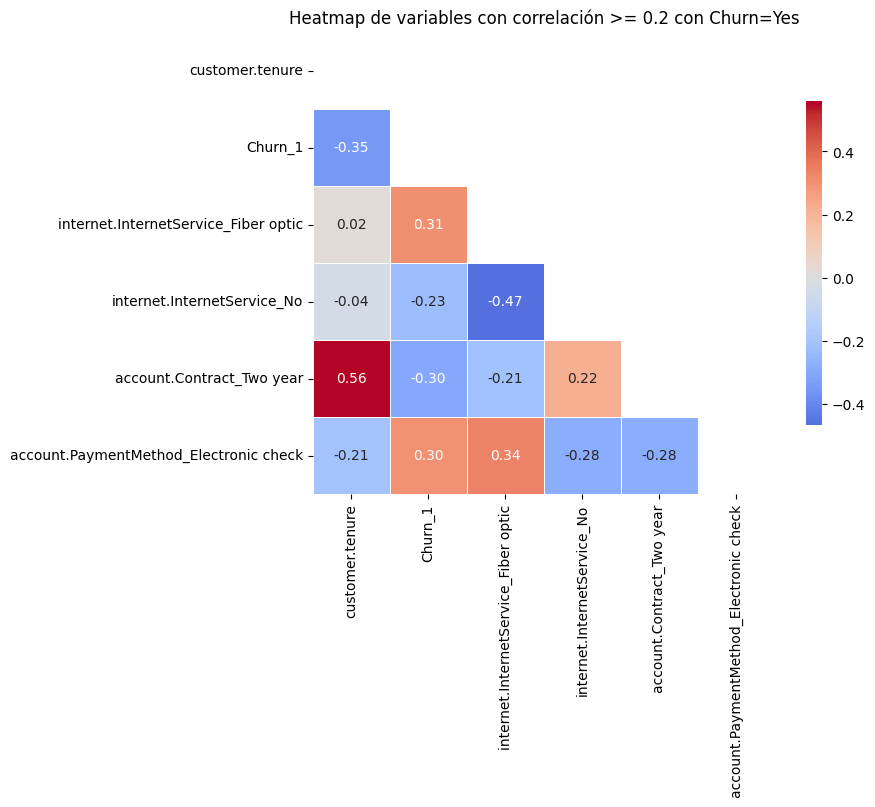 Heatmap de variables con correlación >= 0.2 con Churn=Yes
customer.tenure
Churn_1
-0.35
internet.InternetService_Fiber optic
0.02
0.31
internet.InternetService_No
-0.04
-0.23
-0.47
account.Contract_Two year
0.56
-0.30
-0.21
0.22
account.PaymentMethod_Electronic check
-0.21
0.30
0.34
-0.28
-0.28
customer.tenure
Churn_1
internet.InternetService_Fiber optic
internet.InternetService_No
account.Contract_Two year
account.PaymentMethod_Electronic check
0.4
0.2
0.0
−0.2
−0.4